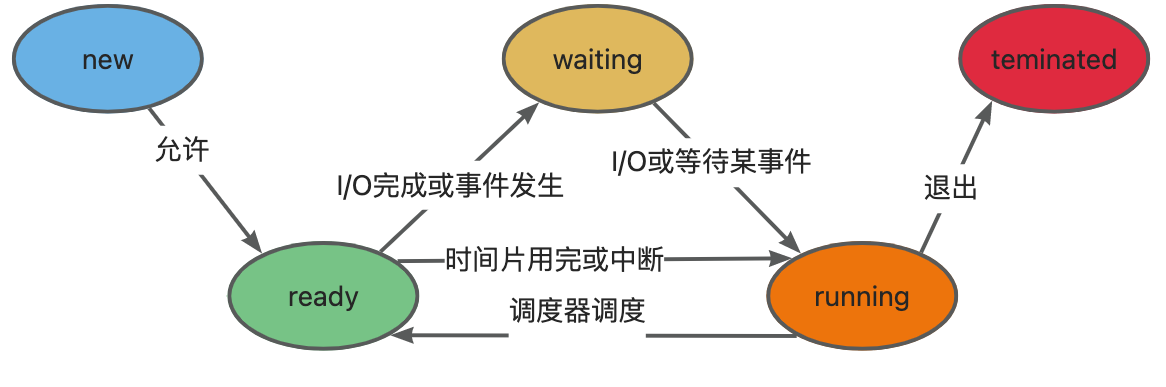 new
waiting
teminated
允许
I/O完成或事件发生
I/O或等待某事件
退出
时间片用完或中断
ready
running
调度器调度